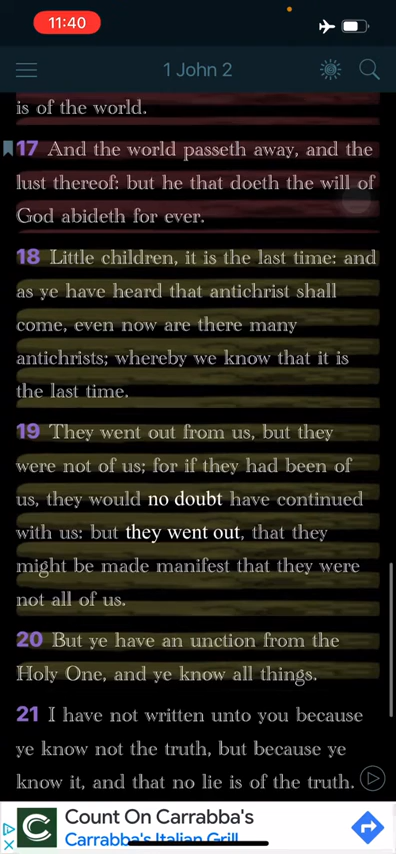 11:40
1 John 2
is of the world.
17 And the world passeth away, and the
lust thereof: but he that doeth the will of
God abideth for ever.
18 Little children, it is the last time: and
as ye have heard that antichrist shall
come, even now are there many
antichrists; whereby we know that it is
the last time.
19 They went out from us, but they
were not of us; for if they had been of
us, they would no doubt have continued
with us: but they went out, that they
might be made manifest that they were
not all of us.
20 But ye have an unction from the
Holy One, and ye know all things.
21 I have not written unto you because
ye know not the truth, but because ye
know it, and that no lie is of the truth.
Count On Carrabba's
Carrabba's Italian Grill